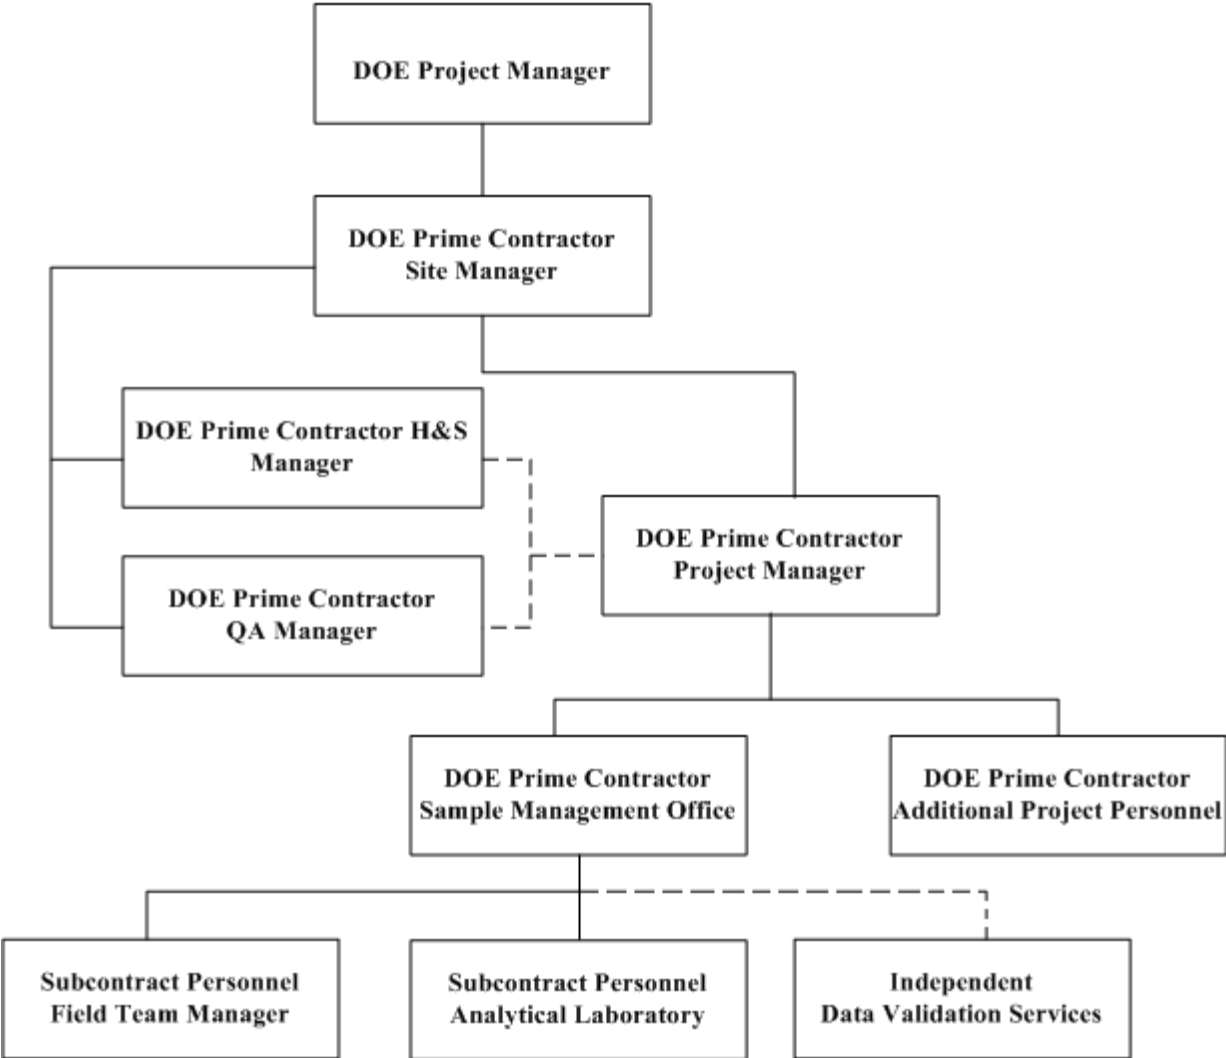 DOE Project Manager
DOE Prime Contractor
Site Manager
DOE Prime Contractor H&S
Manager
DOE Prime Contractor
QA Manager
DOE Prime Contractor
Project Manager
DOE Prime Contractor
Sample Management Office
DOE Prime Contractor
Additional Project Personnel
Subcontract Personnel
Field Team Manager
Subcontract Personnel
Analytical Laboratory
Independent
Data Validation Services